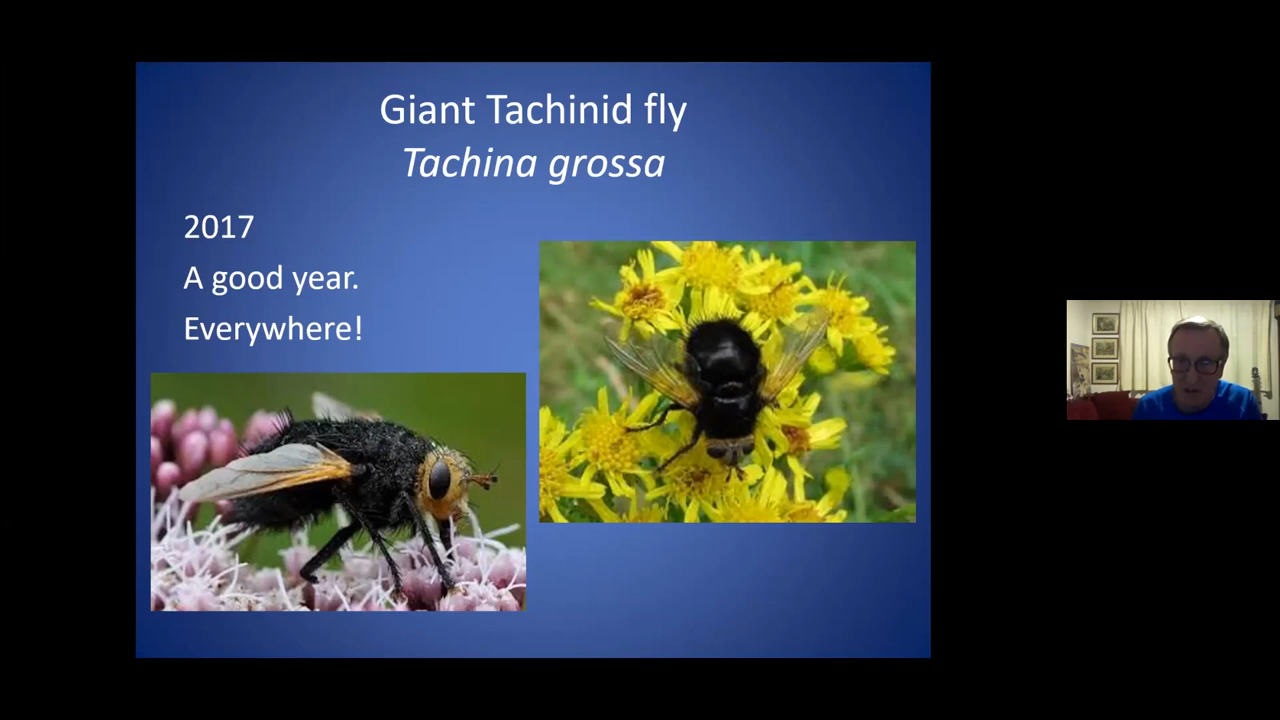 Giant Tachinid fly
Tachina grossa
2017
A good year.
Everywhere!